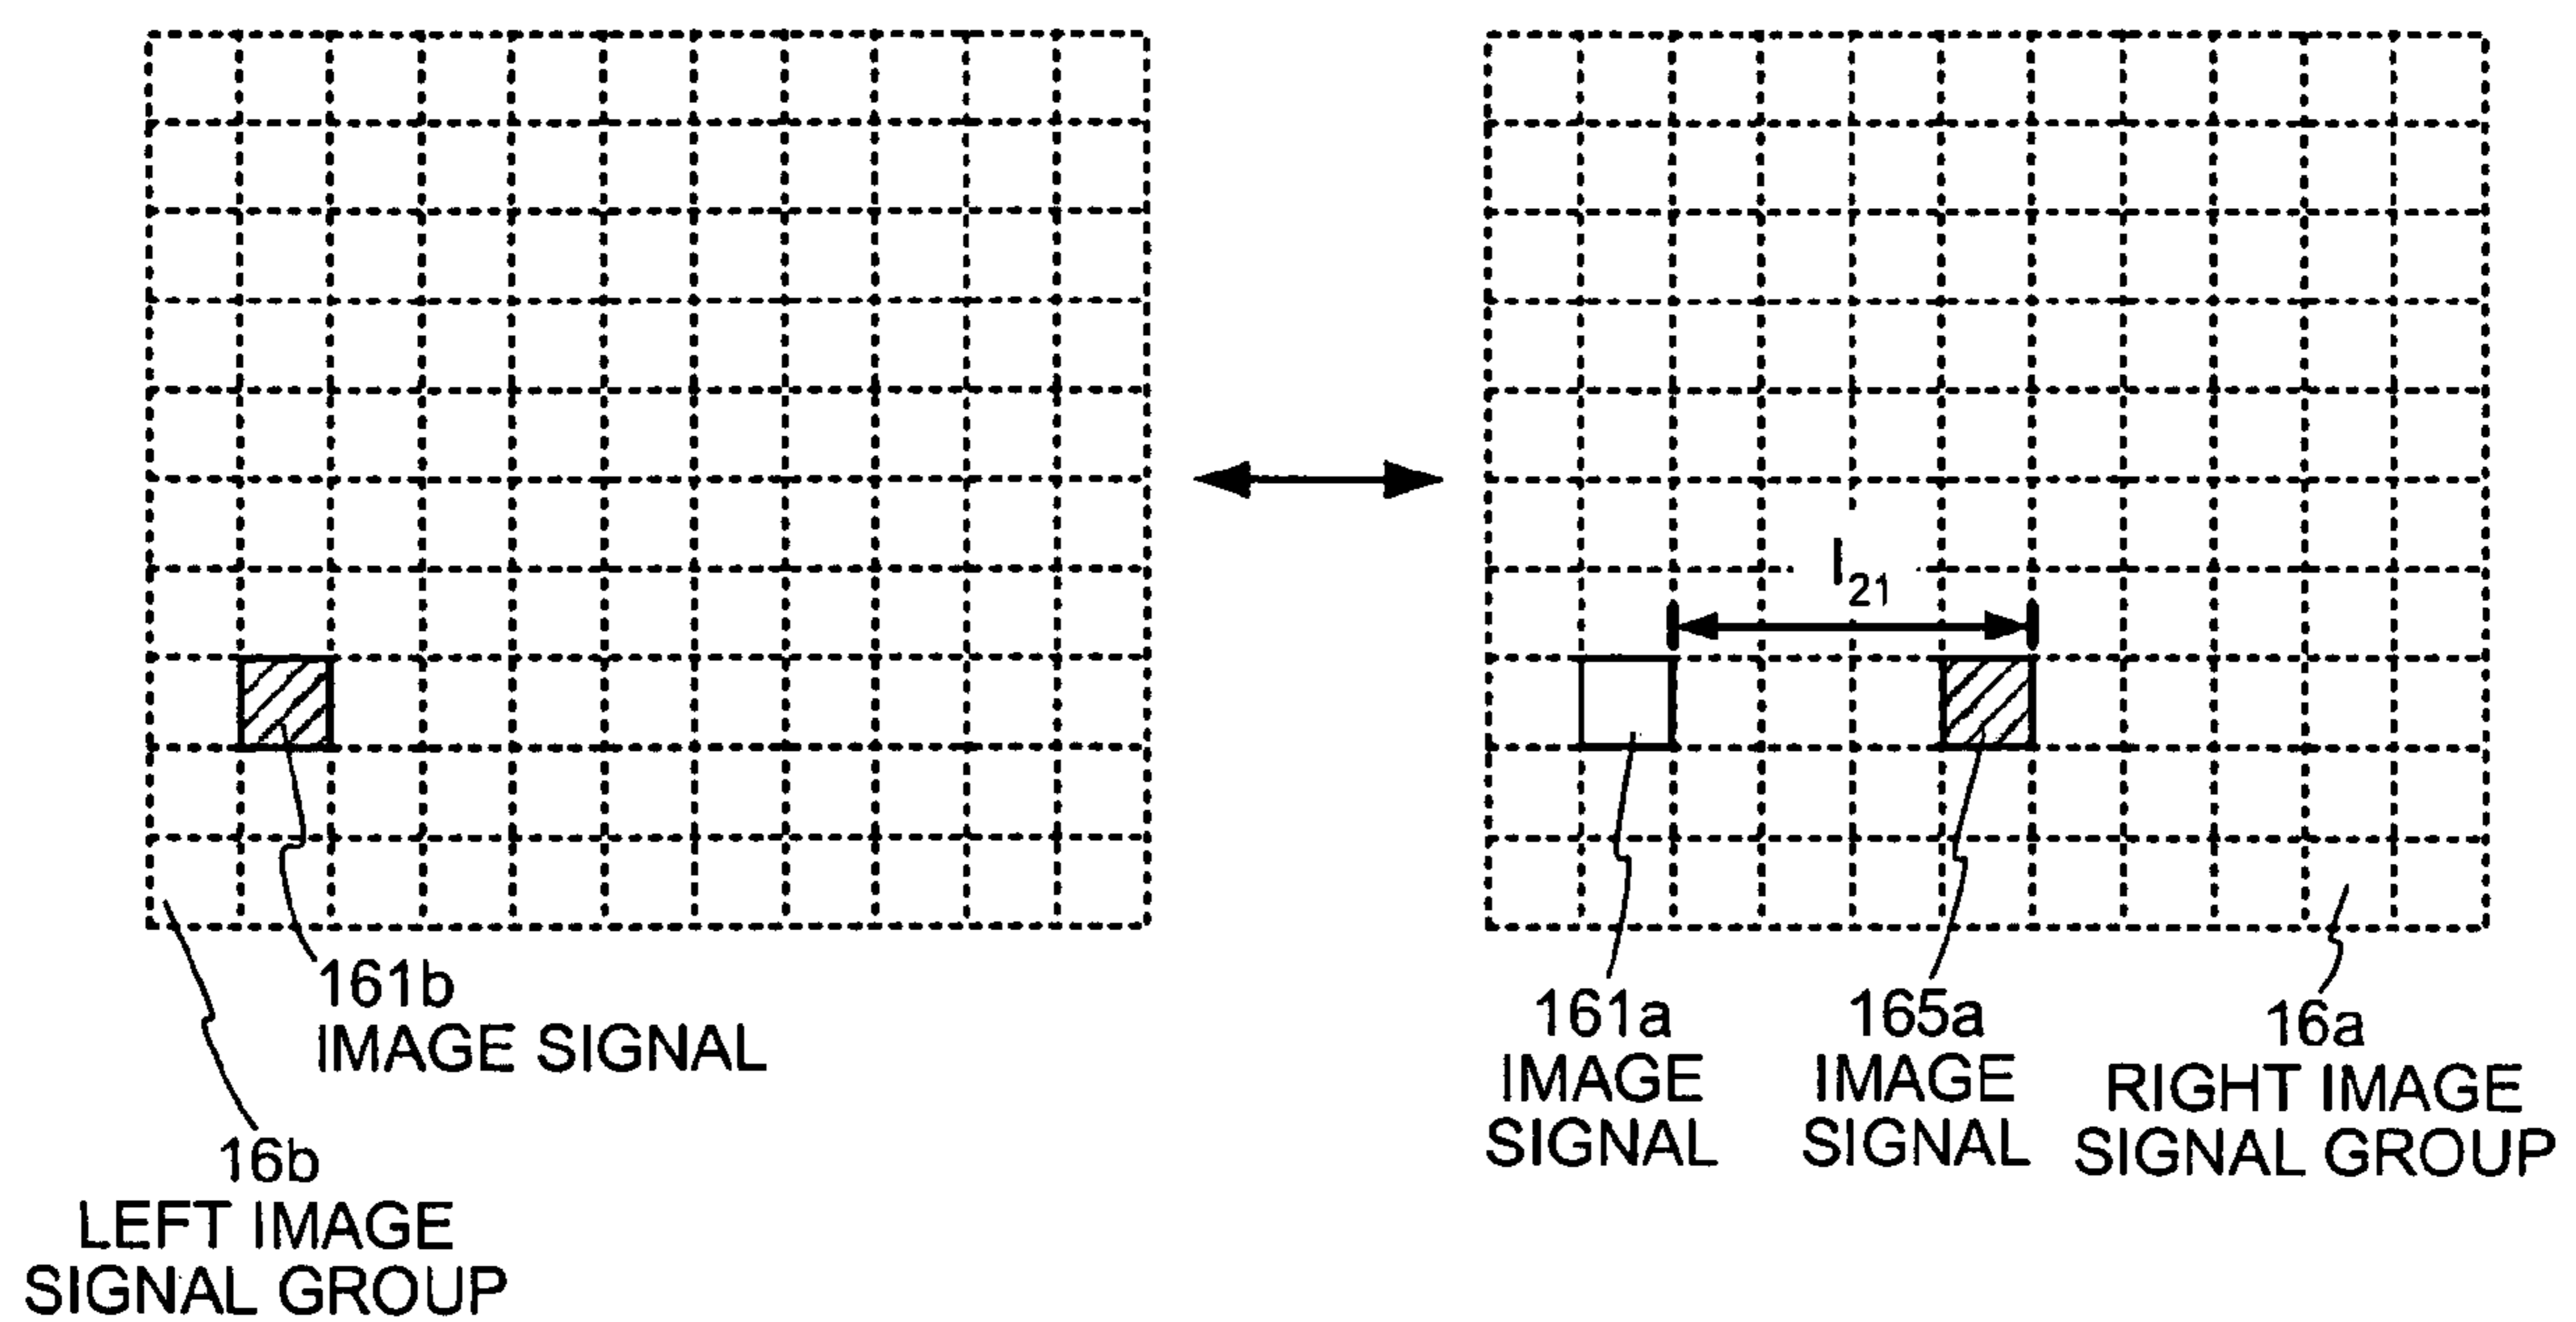 I21
161b
IMAGE SIGNAL
16b
LEFT IMAGE
SIGNAL GROUP
161a
IMAGE
SIGNAL
165a
IMAGE
SIGNAL
16a
RIGHT IMAGE
SIGNAL GROUP